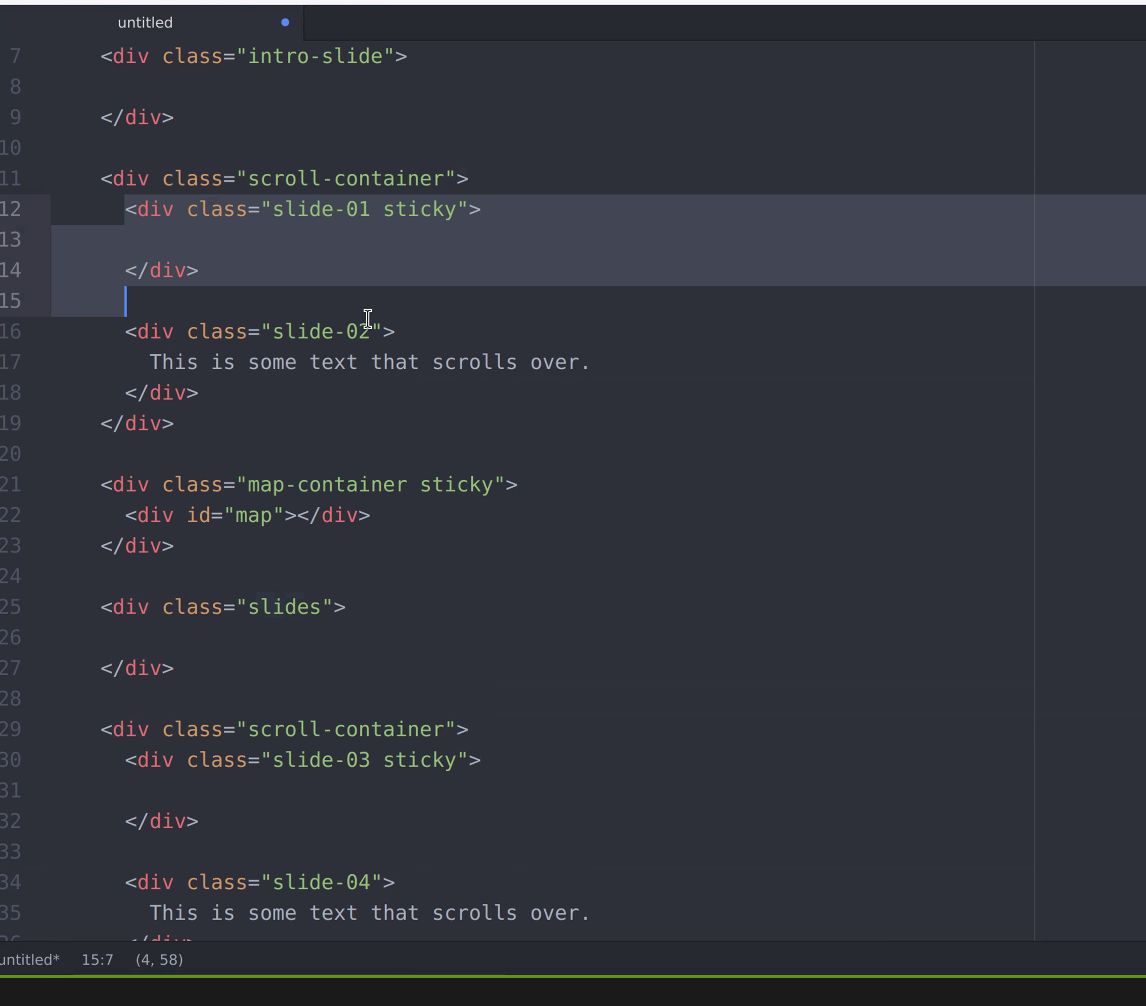 untitled
7 <div class="intro-slide">
8
9 </div>
10
11 <div class="scroll-container">
12 <div class="slide-01 sticky">
13
14 </div>
15
16 <div class="slide-02">
17 This is some text that scrolls over.
18 </div>
19 </div>
20
21 <div class="map-container sticky">
22 <div id="map"></div>
23 </div>
24
25 <div class="slides">
26
27 </div>
28
29 <div class="scroll-container">
30 <div class="slide-03 sticky">
31
32 </div>
33
34 <div class="slide-04">
35 This is some text that scrolls over.
untitled* 15:7 (4, 58)